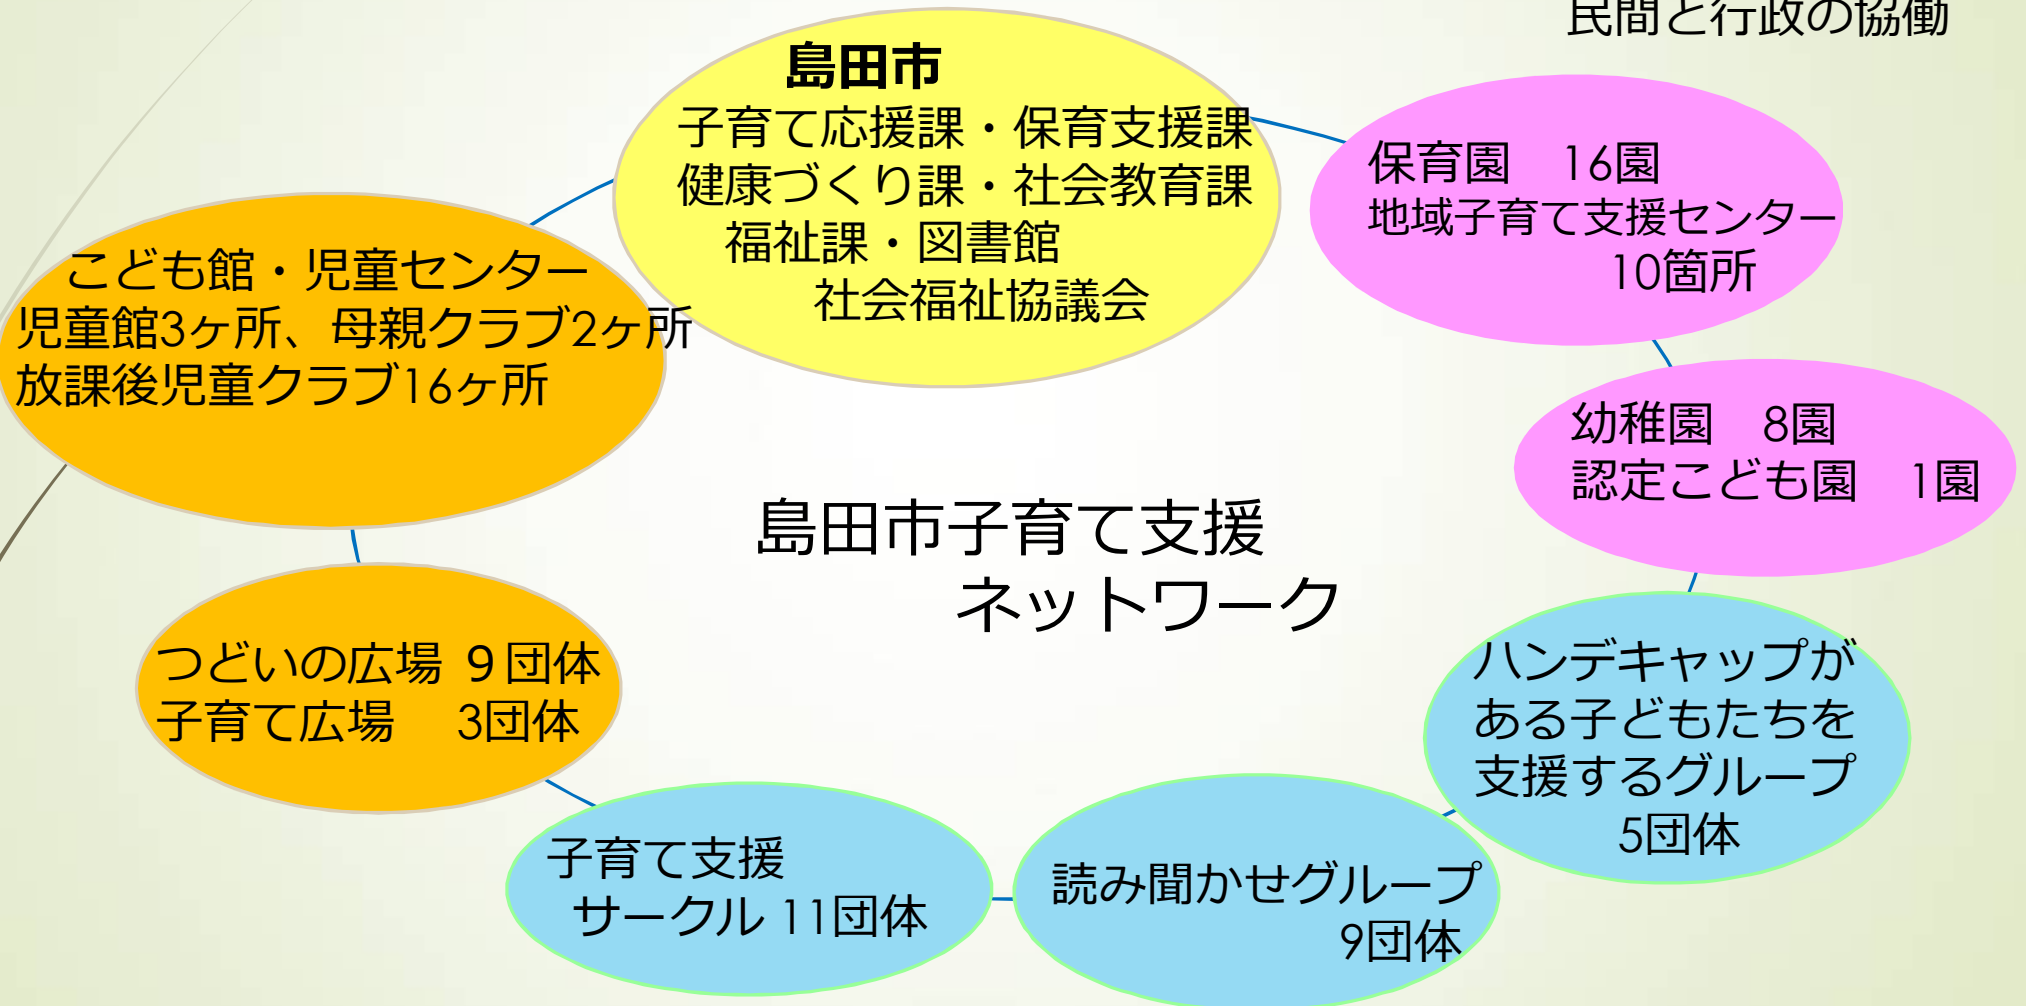 民間と行政の協働
島田市
子育て応援課・保育支援課
健康づくり課・社会教育課
福祉課・図書館
社会福祉協議会
保育園　16園
地域子育て支援センター
10箇所
幼稚園　8園
認定こども園　1園
ハンデキャップが
ある子どもたちを
支援するグループ
5団体
読み聞かせグループ
9団体
子育て支援
サークル 11団体
つどいの広場 ９団体
子育て広場　3団体
こども館・児童センター
児童館3ヶ所、母親クラブ2ヶ所
放課後児童クラブ16ヶ所
島田市子育て支援
ネットワーク